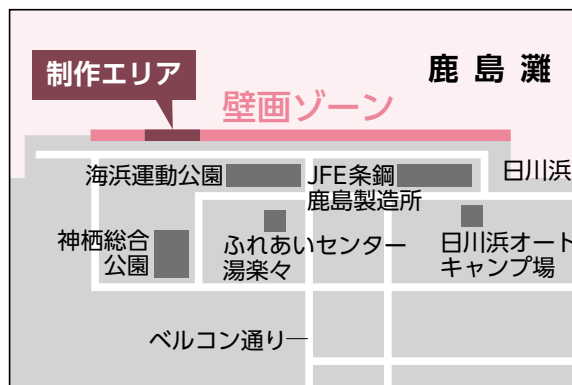 鹿島灘
制作エリア
壁画ゾーン
海浜運動公園
JFE条鋼
鹿島製造所
日川浜
神栖総合
公園
ふれあいセンター
湯楽々
日川浜オート
キャンプ場
ベルコン通り